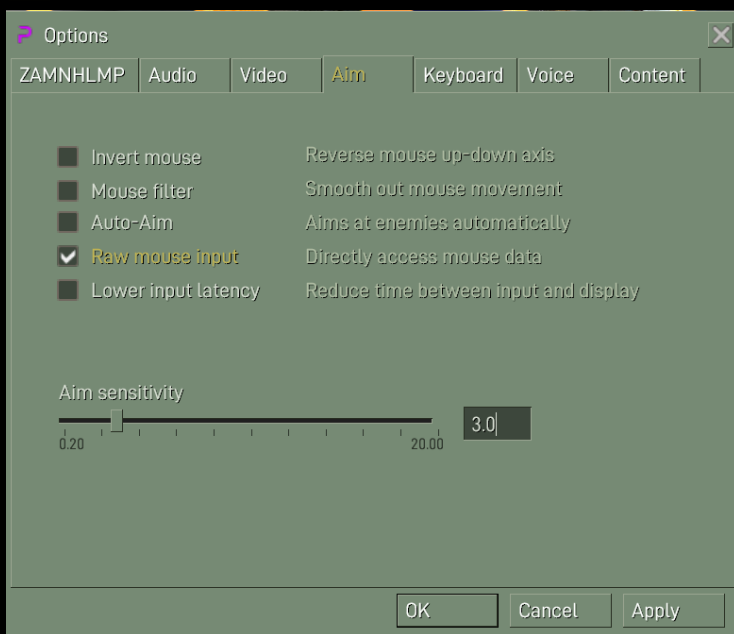 Options
ZAMNHLMP Audio Video Aim Keyboard Voice Content
Invert mouse Reverse mouse up-down axis
Mouse filter Smooth out mouse movement
Auto-Aim Aims at enemies automatically
Raw mouse input Directly access mouse data
Lower input latency Reduce time between input and display
Aim sensitivity
3.0
0.20 20.00
OK Cancel Apply